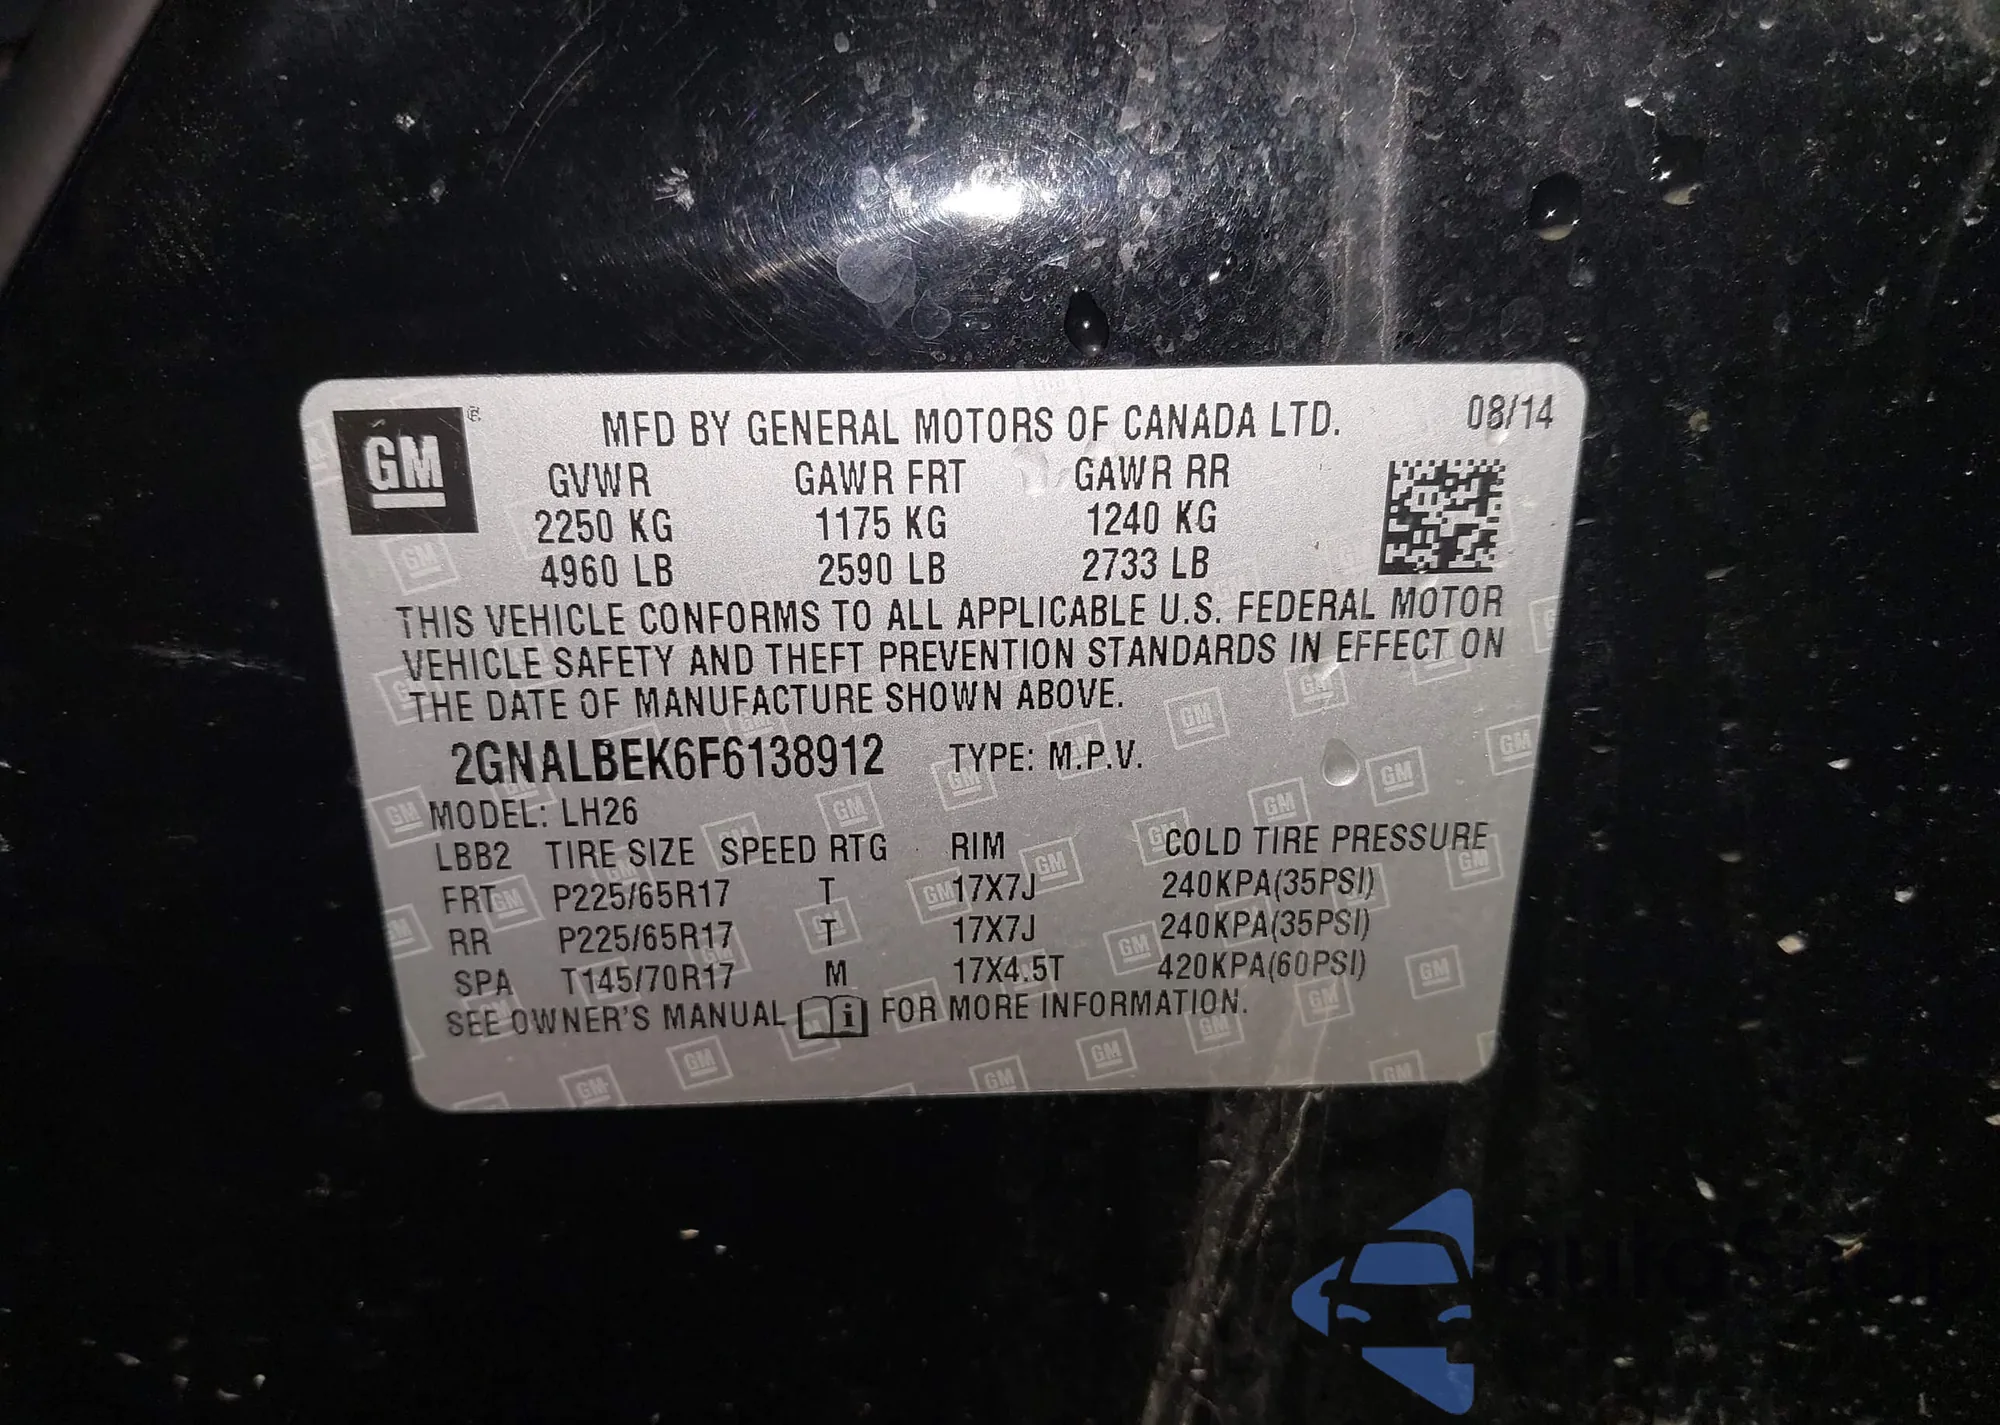 GM
MFD BY GENERAL MOTORS OF CANADA LTD. 08/14
GVWR GAWR FRT GAWR RR
2250 KG 1175 KG 1240 KG
4960 LB 2590 LB 2733 LB
THIS VEHICLE CONFORMS TO ALL APPLICABLE U.S. FEDERAL MOTOR
VEHICLE SAFETY AND THEFT PREVENTION STANDARDS IN EFFECT ON
THE DATE OF MANUFACTURE SHOWN ABOVE.
2GNALBEK6F6138912 TYPE: M.P.V.
MODEL: LH26
LBB2 TIRE SIZE SPEED RTG RIM COLD TIRE PRESSURE
FRT P225/65R17 T 17X7J 240KPA(35PSI)
RR P225/65R17 T 17X7J 240KPA(35PSI)
SPA T145/70R17 M 17X4.5T 420KPA(60PSI)
SEE OWNER'S MANUAL i FOR MORE INFORMATION.